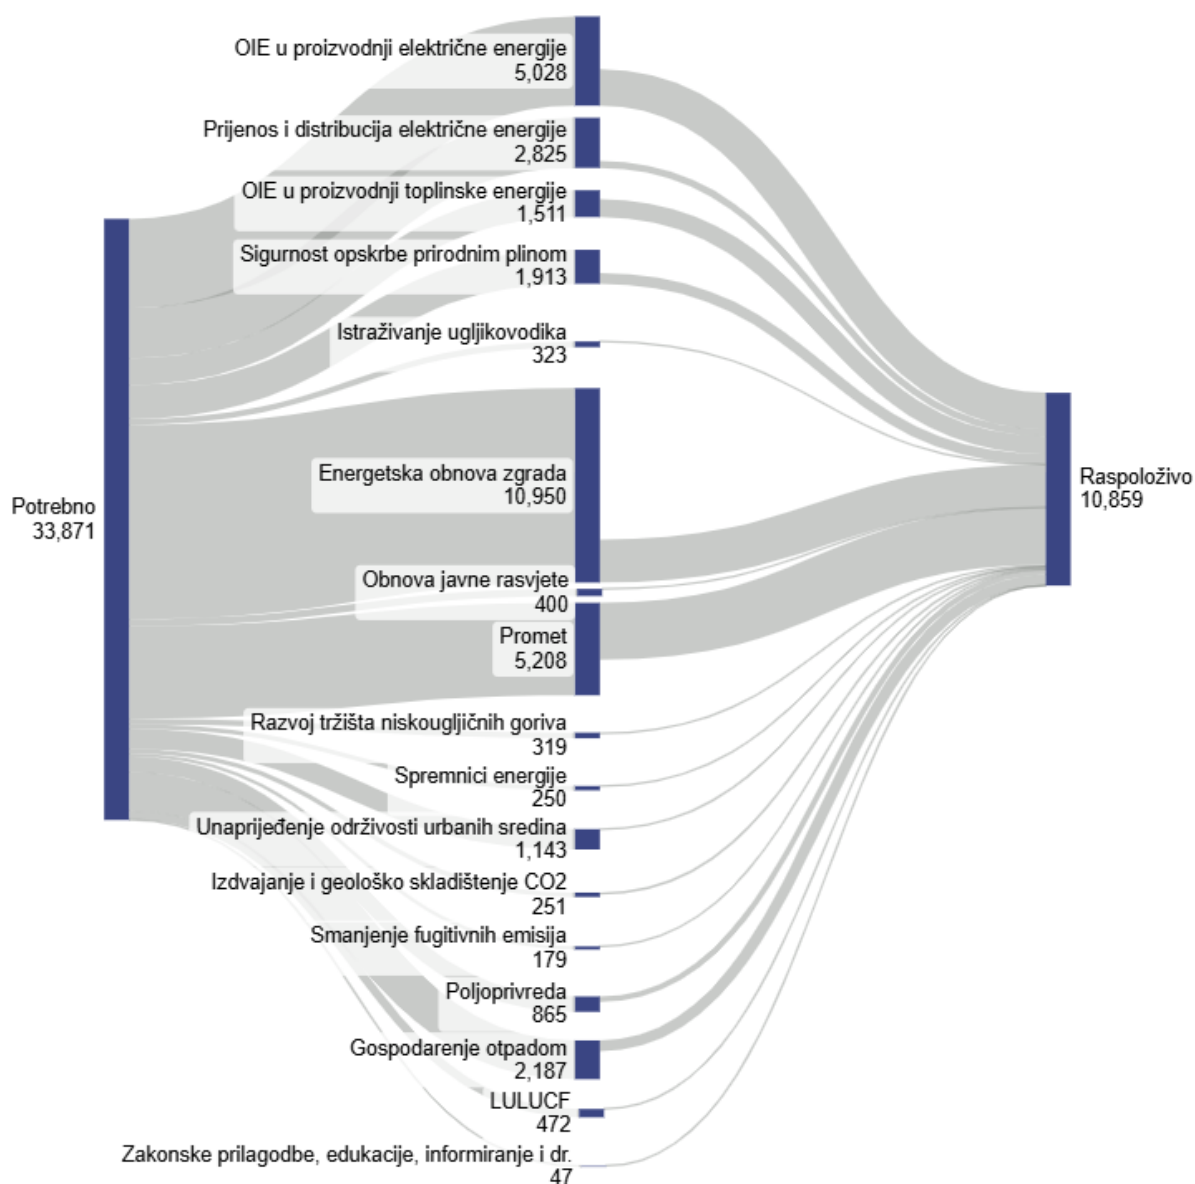 OIE u proizvodnji električne energije
5,028
Prijenos i distribucija električne energije
2,825
OIE u proizvodnji toplinske energije
1,511
Sigurnost opskrbe prirodnim plinom
1,913
Istraživanje ugljikovodika
323
Energetska obnova zgrada
10,950
Potrebno
33,871
Raspoloživo
10,859
Obnova javne rasvjete
400
Promet
5,208
Razvoj tržišta niskougljičnih goriva
319
Spremnici energije
250
Unaprijeđenje održivosti urbanih sredina
1,143
Izdvajanje i geološko skladištenje CO2
251
Smanjenje fugitivnih emisija
179
Poljoprivreda
865
Gospodarenje otpadom
2,187
LULUCF
472
Zakonske prilagodbe, edukacije, informiranje i dr.
47